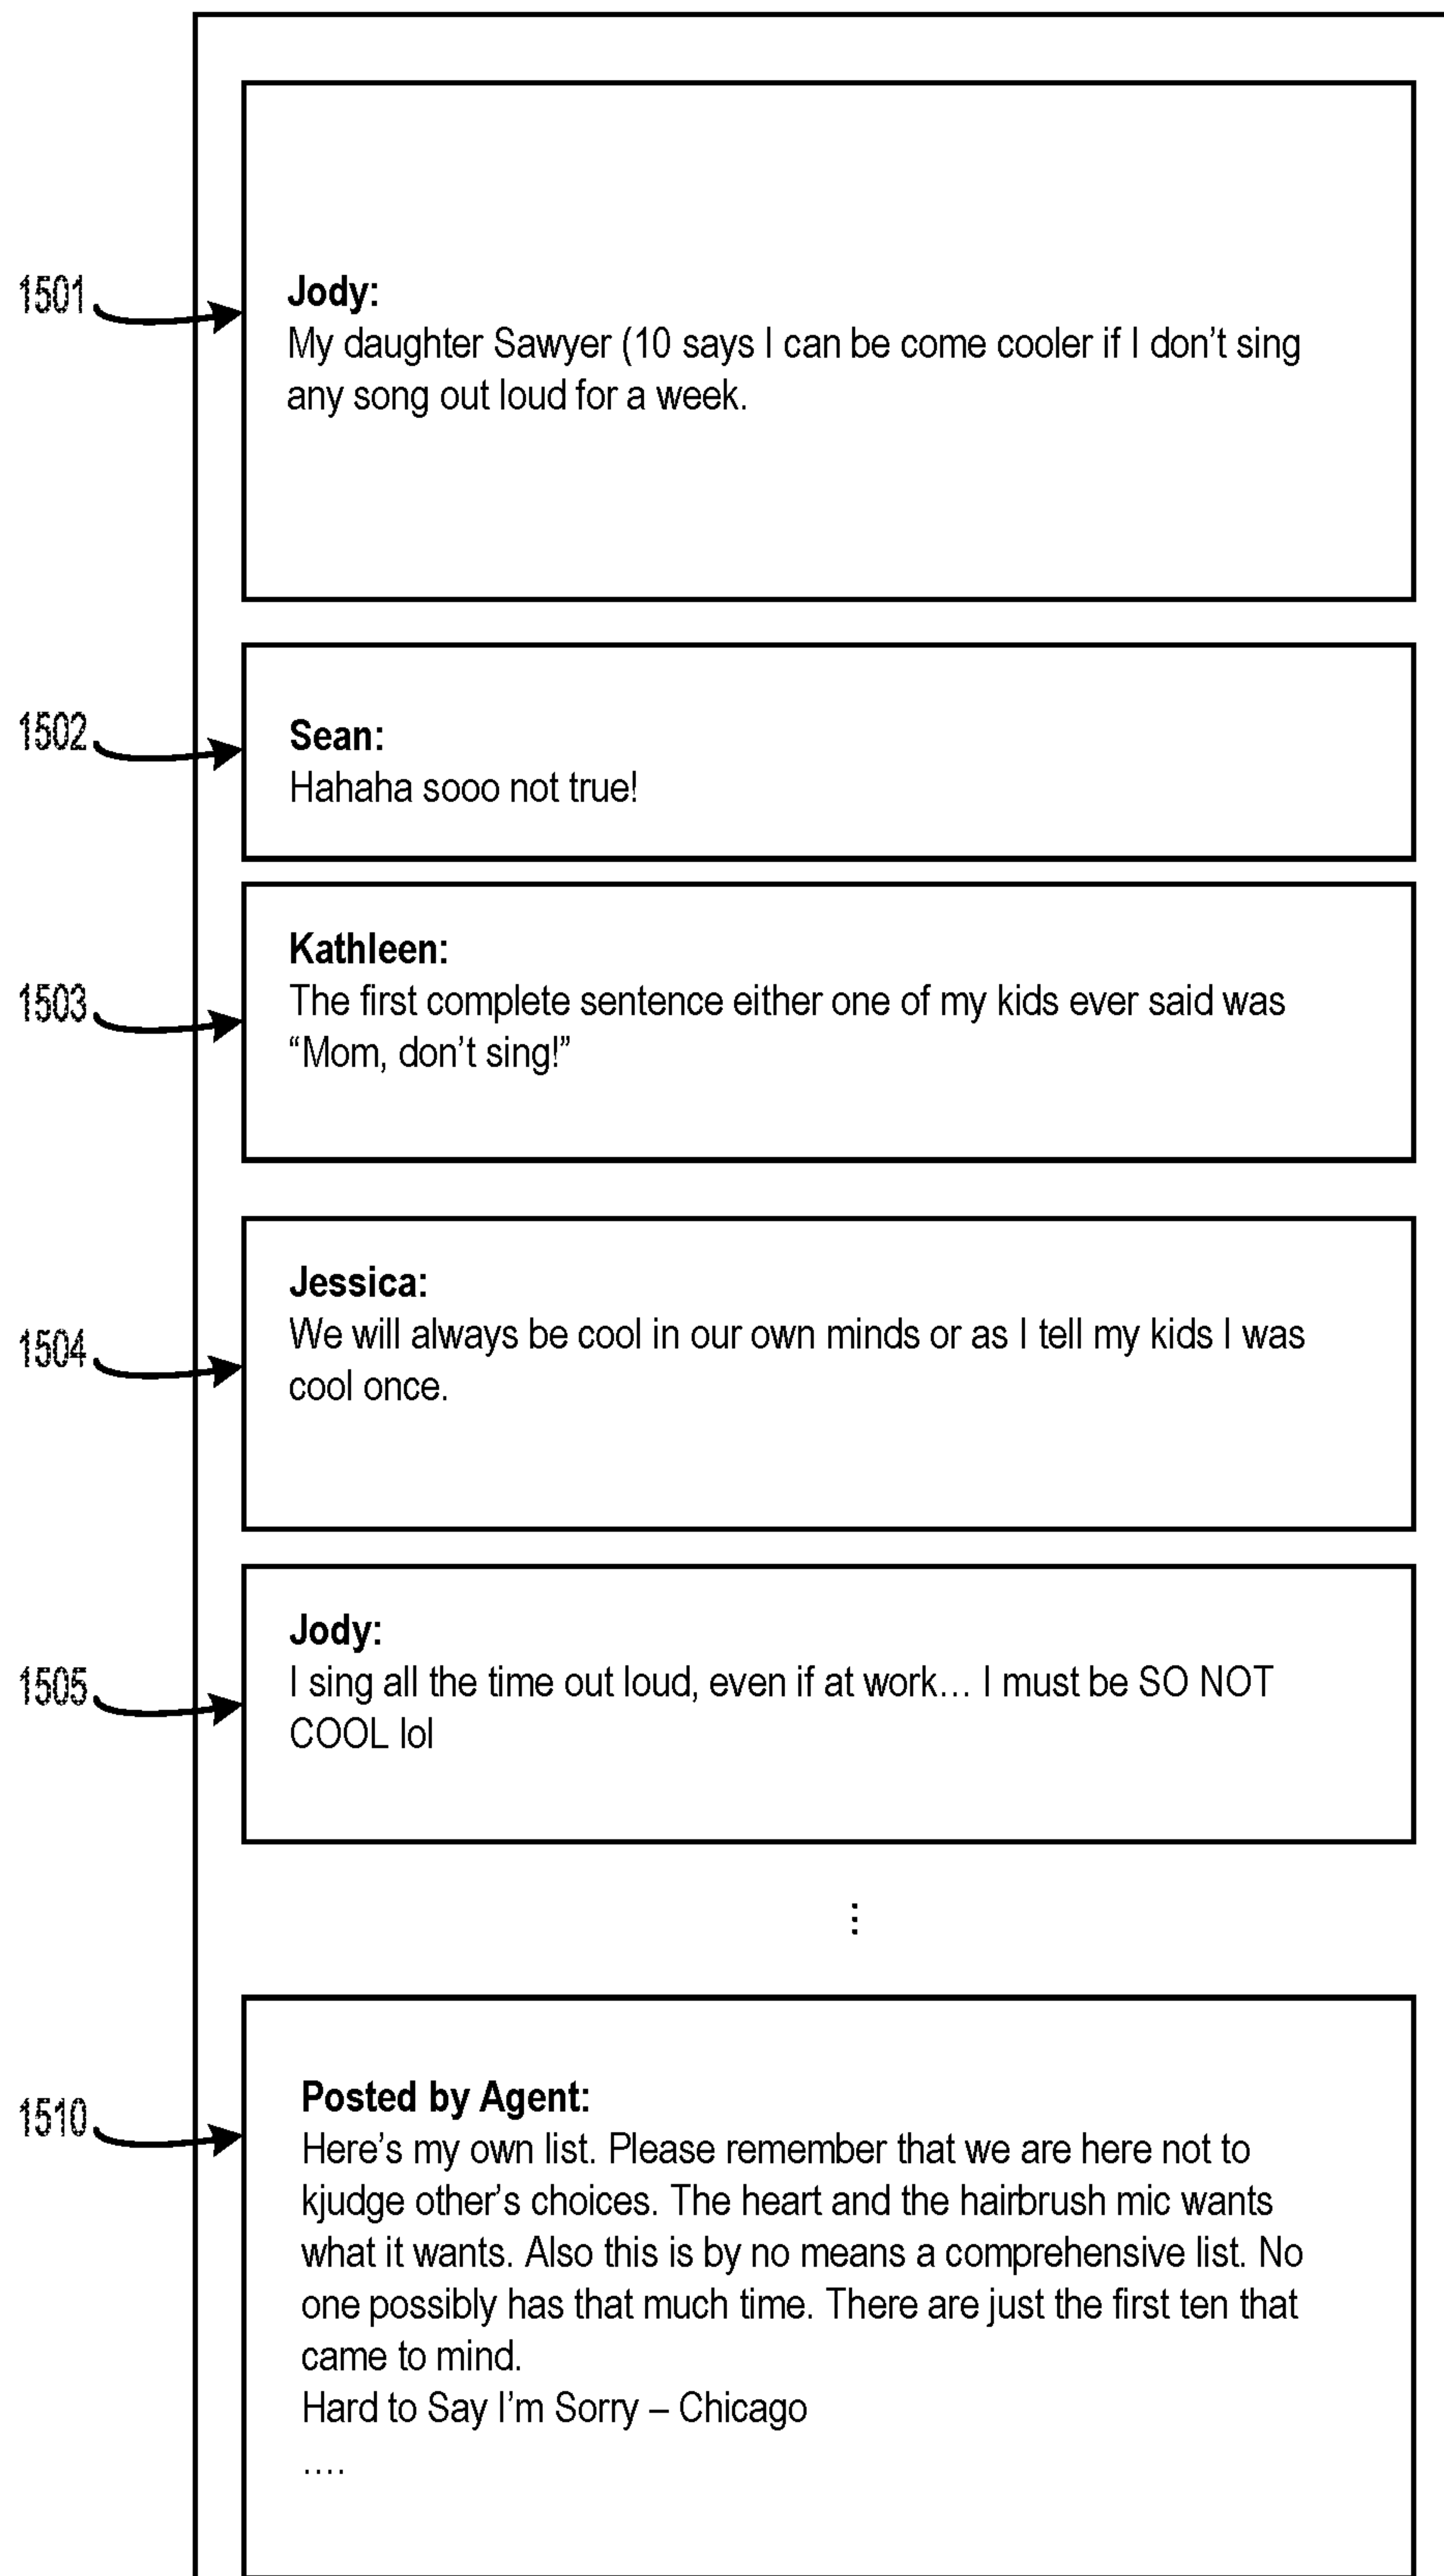 1501
Jody:
My daughter Sawyer (10 says I can be come cooler if I don’t sing
any song out loud for a week.
1502
Sean:
Hahaha sooo not true!
1503
Kathleen:
The first complete sentence either one of my kids ever said was
“Mom, don’t sing!”
1504
Jessica:
We will always be cool in our own minds or as I tell my kids I was
cool once.
1505
Jody:
I sing all the time out loud, even if at work... I must be SO NOT
COOL lol
⋮
1510
Posted by Agent:
Here’s my own list. Please remember that we are here not to
kjudge other’s choices. The heart and the hairbrush mic wants
what it wants. Also this is by no means a comprehensive list. No
one possibly has that much time. There are just the first ten that
came to mind.
Hard to Say I’m Sorry – Chicago
....